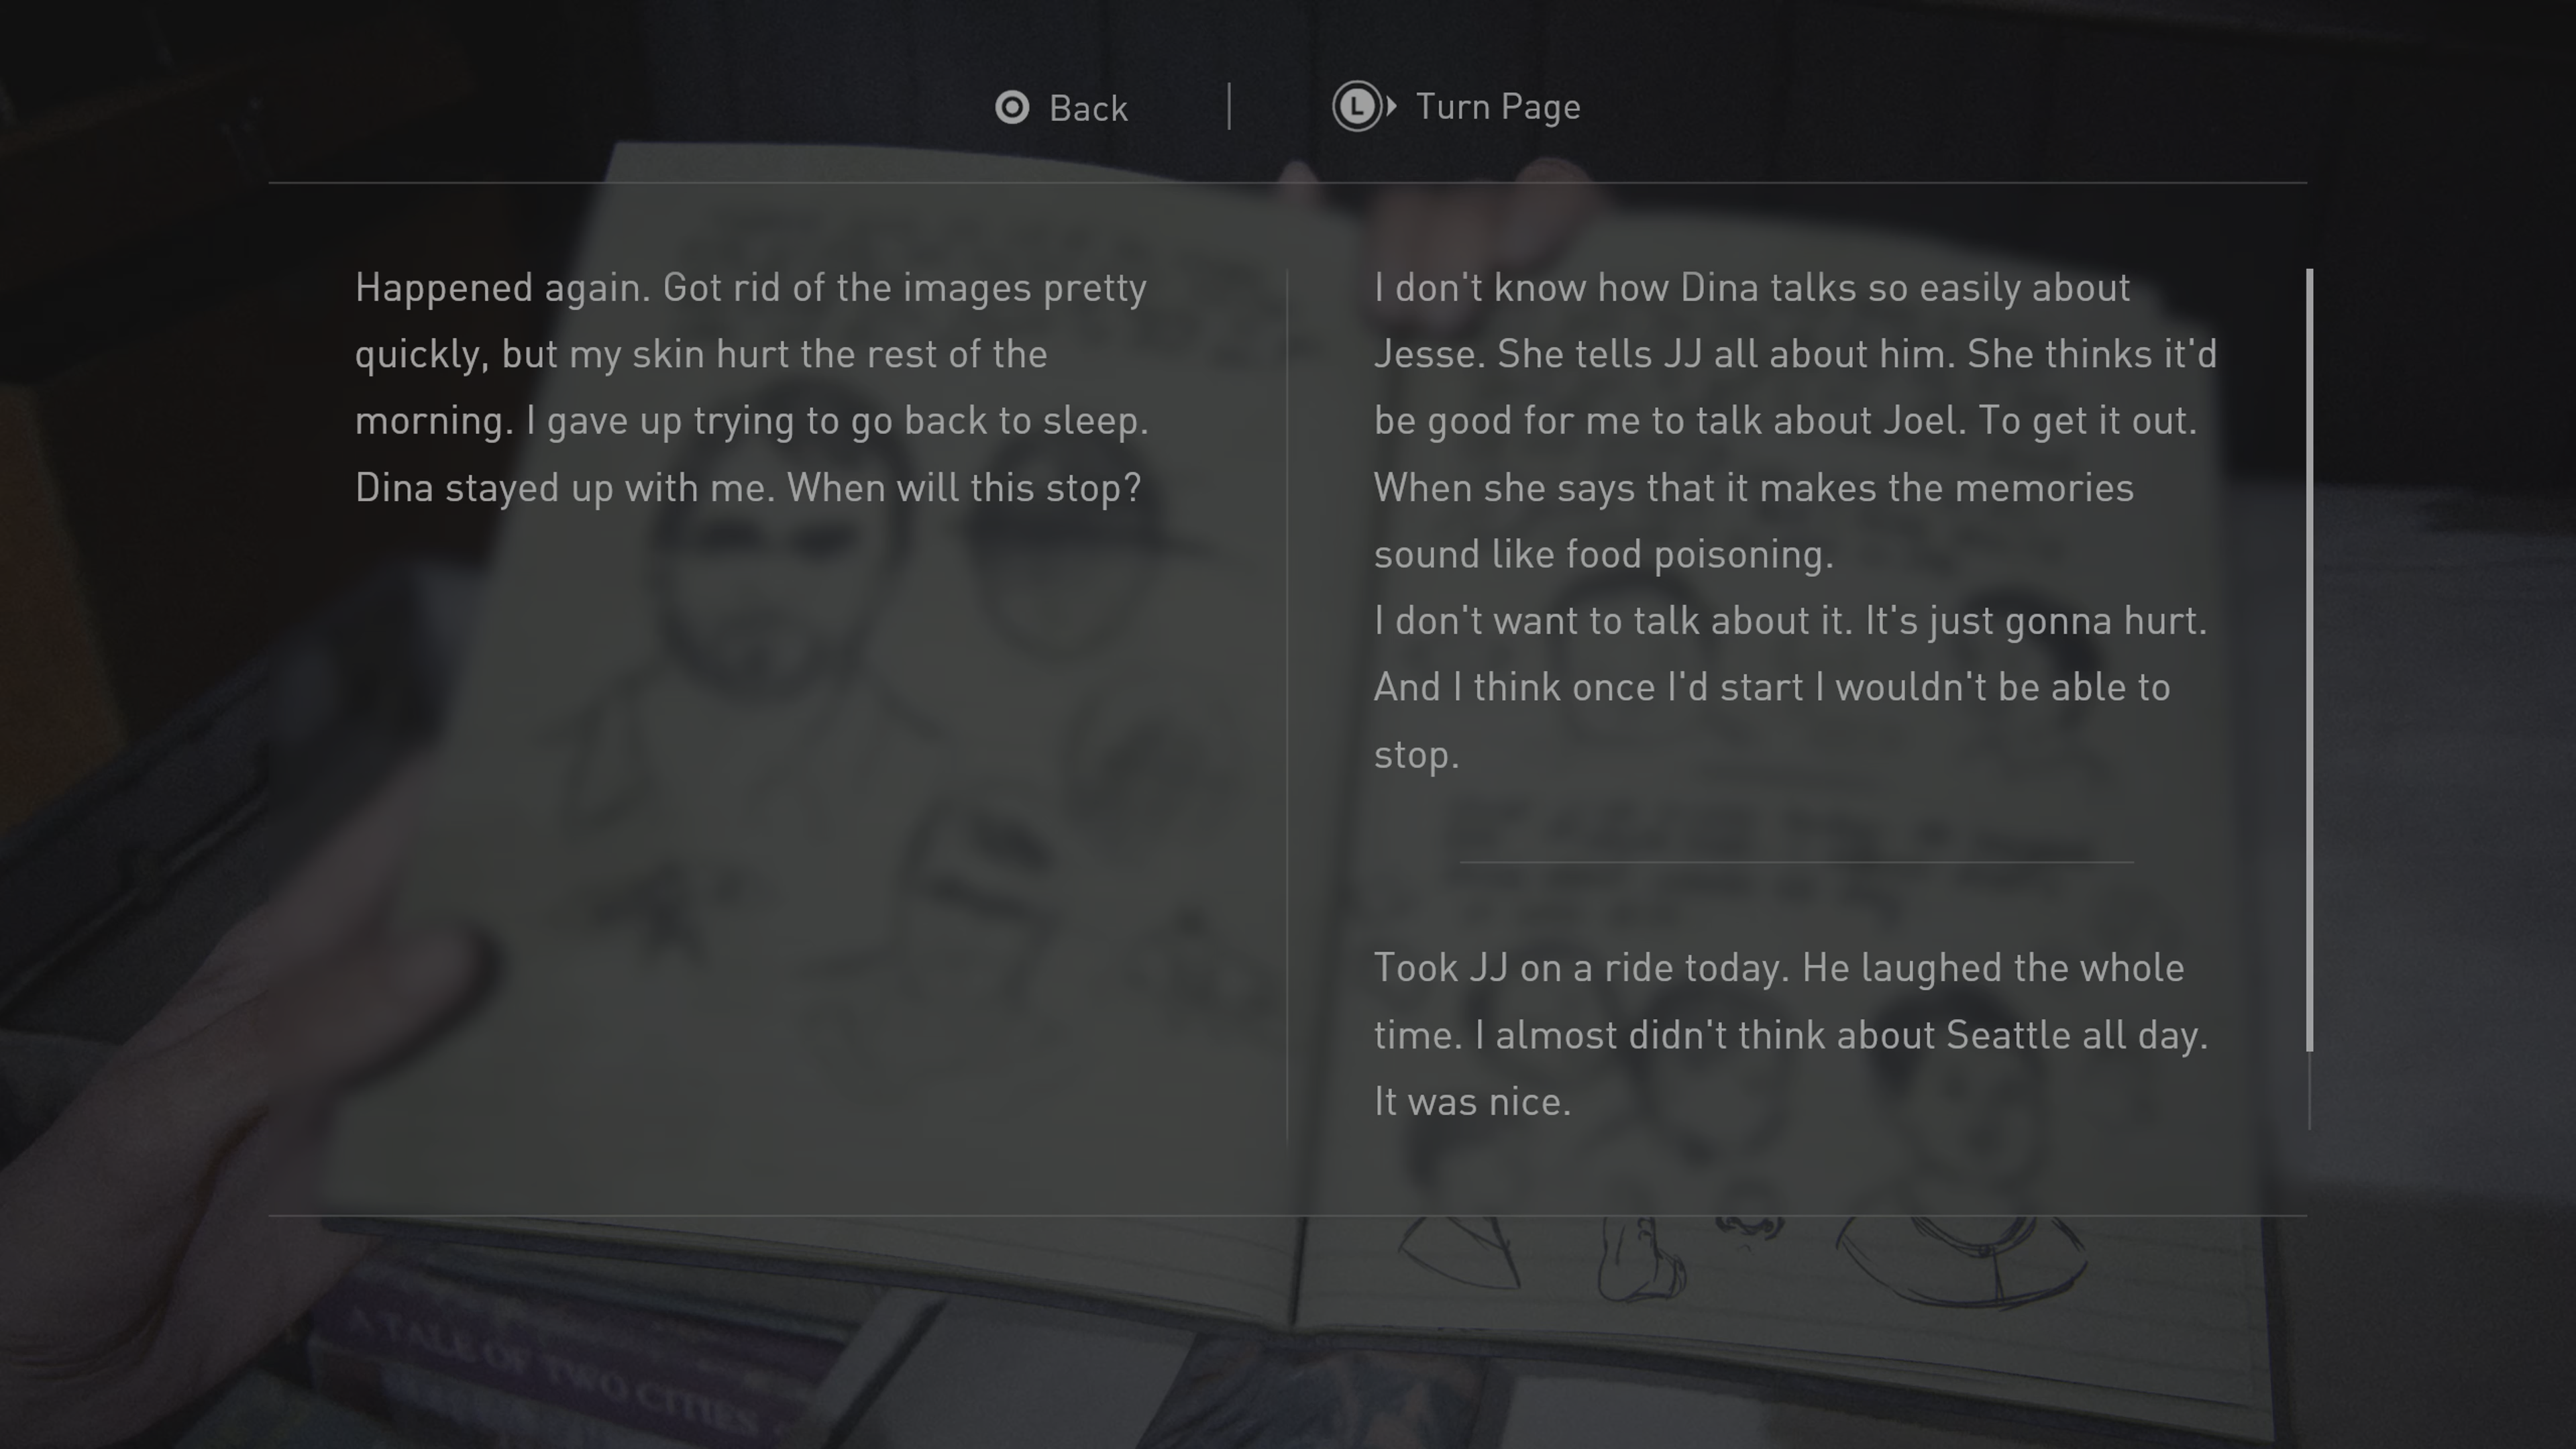 Back
L Turn Page
Happened again. Got rid of the images pretty
quickly, but my skin hurt the rest of the
morning. I gave up trying to go back to sleep.
Dina stayed up with me. When will this stop?
I don't know how Dina talks so easily about
Jesse. She tells JJ all about him. She thinks it'd
be good for me to talk about Joel. To get it out.
When she says that it makes the memories
sound like food poisoning.
I don't want to talk about it. It's just gonna hurt.
And I think once I'd start I wouldn't be able to
stop.
Took JJ on a ride today. He laughed the whole
time. I almost didn't think about Seattle all day.
It was nice.
A TALE OF TWO CITIES